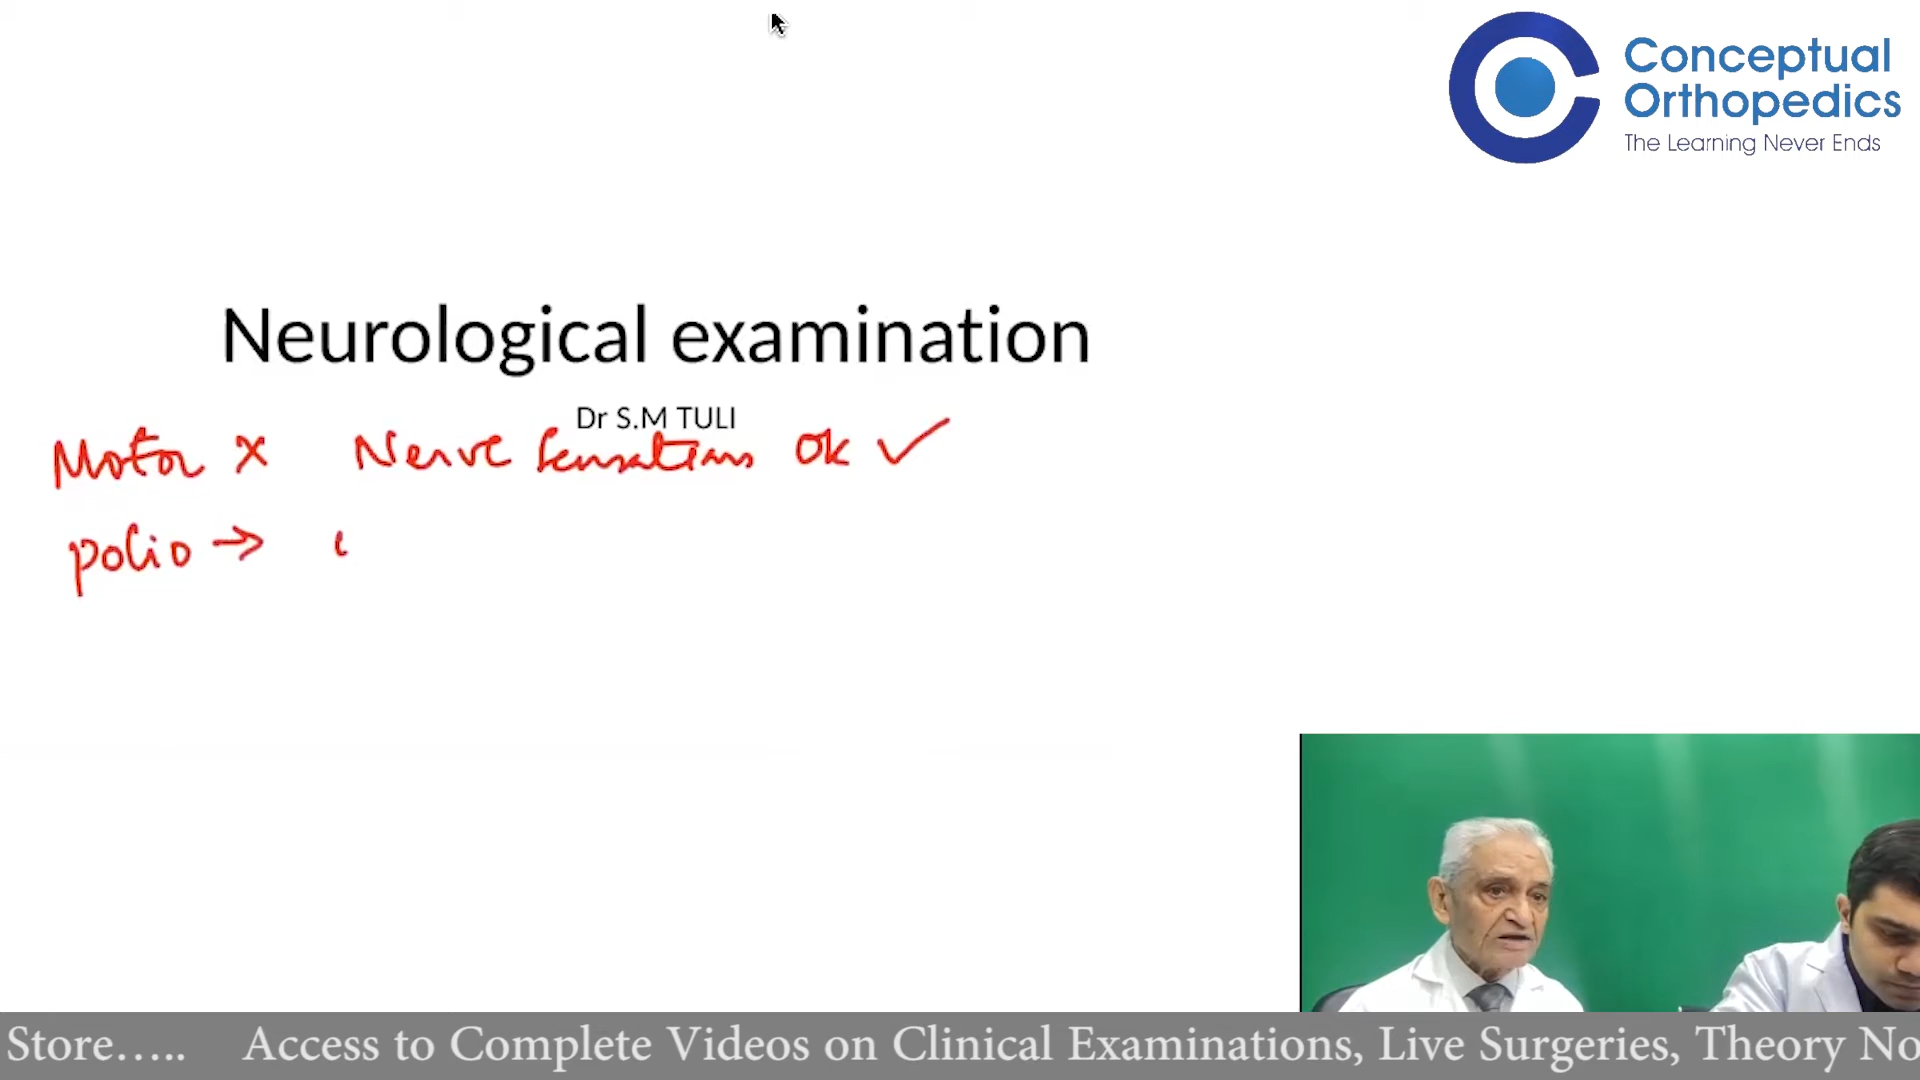 Conceptual
Orthopedics
The Learning Never Ends
Neurological examination
Dr S.M TULI
Motor x Nerve Sensations OK ✓
polio →
Store….. Access to Complete Videos on Clinical Examinations, Live Surgeries, Theory No